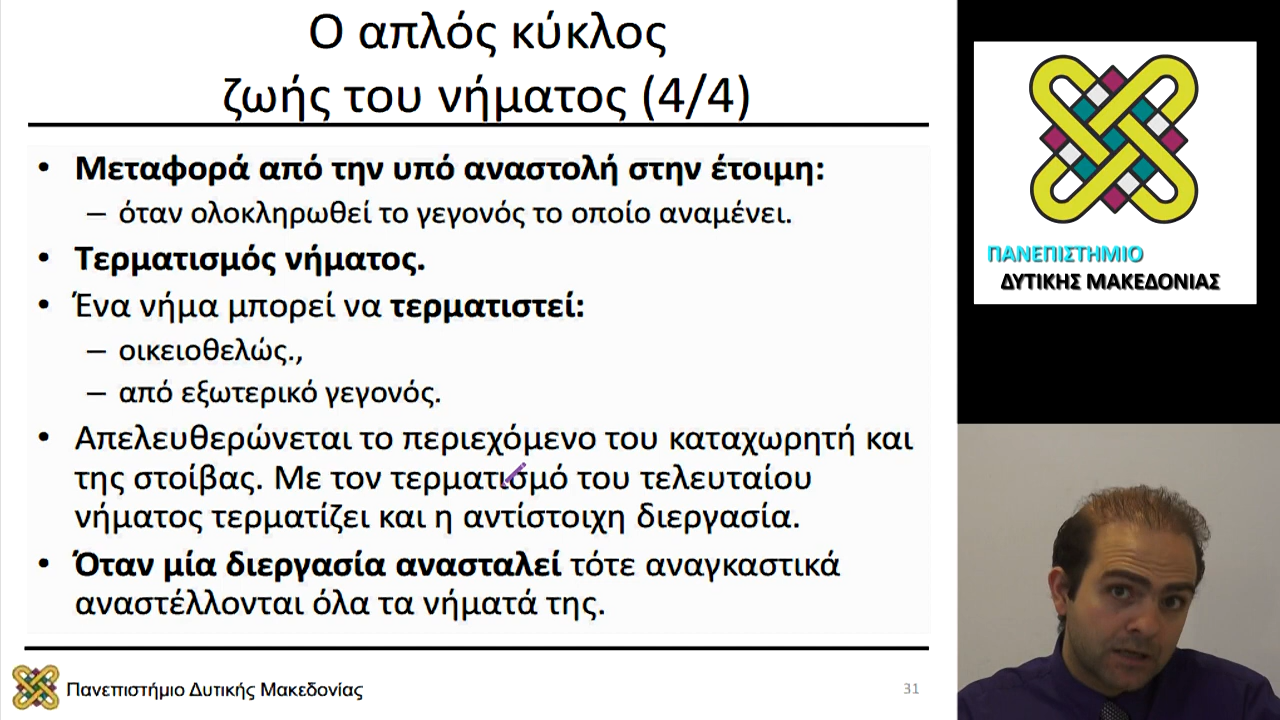 Ο απλός κύκλος
ζωής του νήματος (4/4)
• Μεταφορά από την υπό αναστολή στην έτοιμη:
– όταν ολοκληρωθεί το γεγονός το οποίο αναμένει.
• Τερματισμός νήματος.
• Ένα νήμα μπορεί να τερματιστεί:
– οικειοθελώς.,
– από εξωτερικό γεγονός.
• Απελευθερώνεται το περιεχόμενο του καταχωρητή και
της στοίβας. Με τον τερματισμό του τελευταίου
νήματος τερματίζει και η αντίστοιχη διεργασία.
• Όταν μία διεργασία ανασταλεί τότε αναγκαστικά
αναστέλλονται όλα τα νήματά της.
Πανεπιστήμιο Δυτικής Μακεδονίας
31
ΠΑΝΕΠΙΣΤΗΜΙΟ
ΔΥΤΙΚΗΣ ΜΑΚΕΔΟΝΙΑΣ